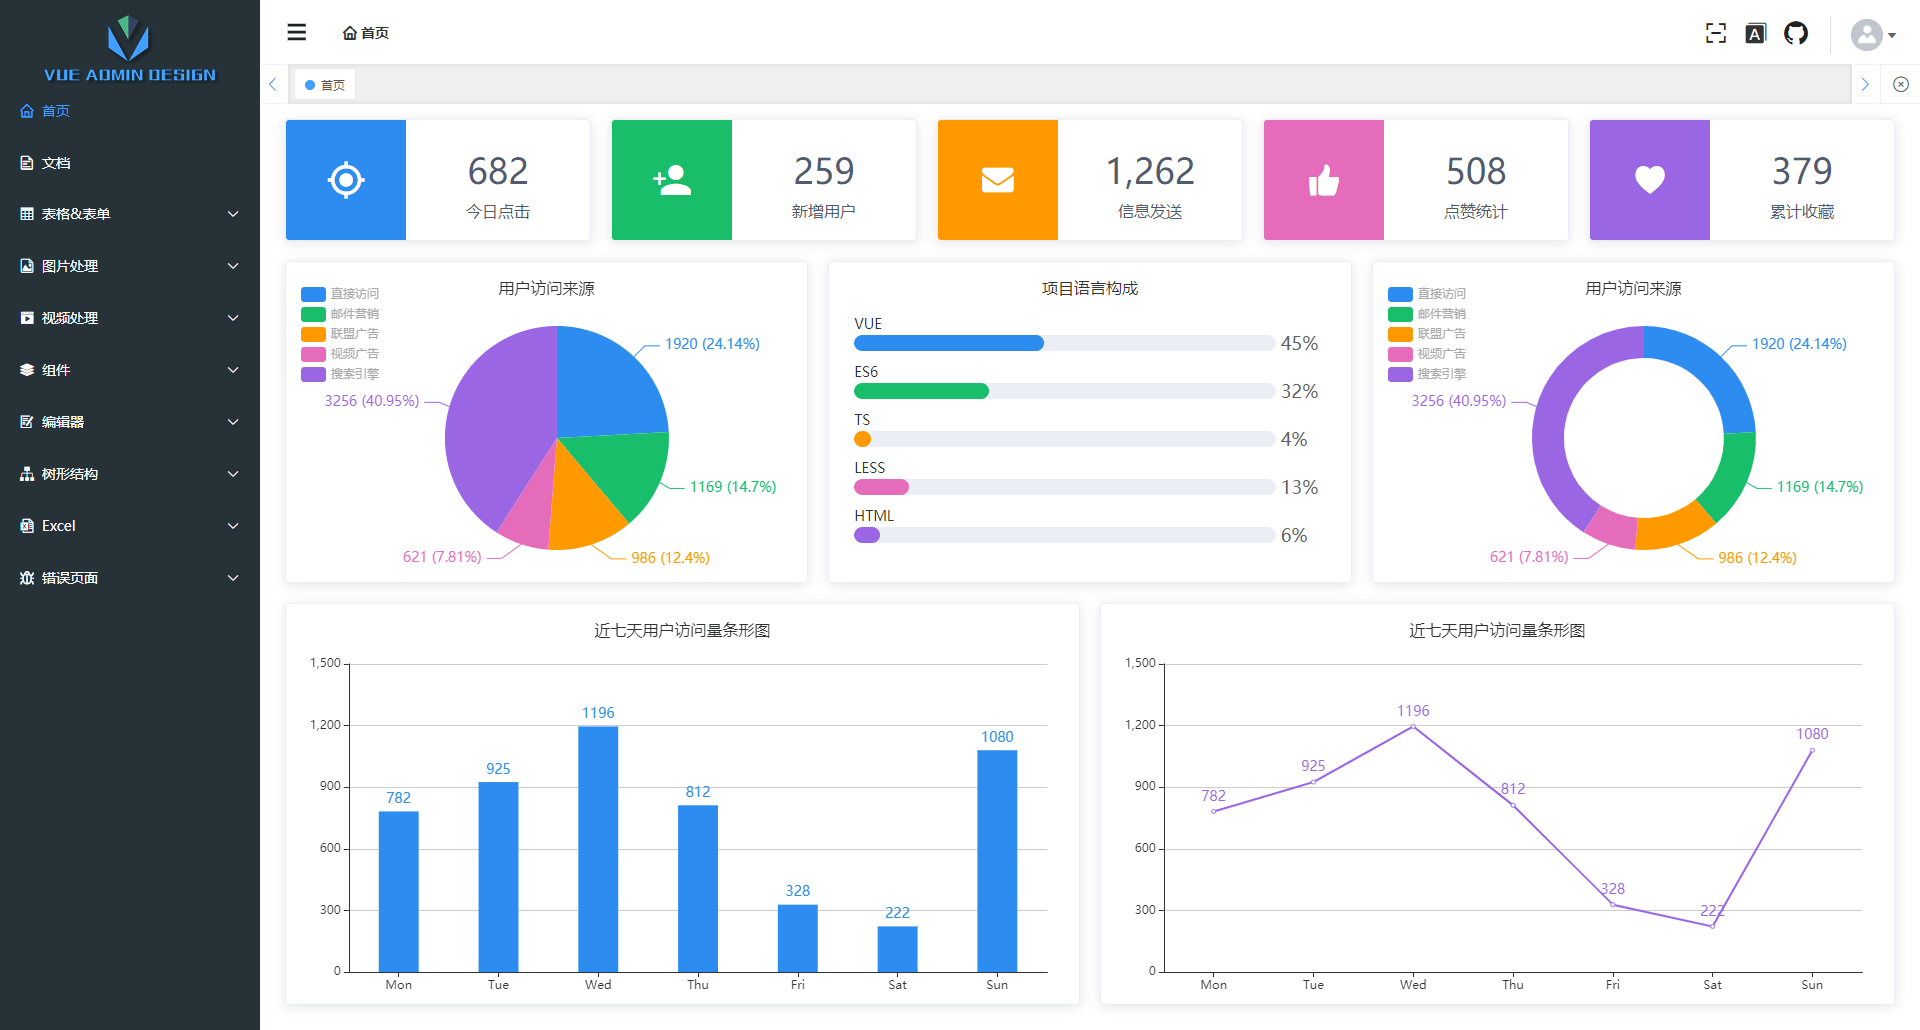 VUE ADMIN DESIGN
首页
文档
表格&表单
图片处理
视频处理
组件
编辑器
树形结构
Excel
错误页面
首页
A
首页
682
今日点击
259
新增用户
1,262
信息发送
508
点赞统计
379
累计收藏
用户访问来源
直接访问
邮件营销
联盟广告
视频广告
搜索引擎
1920 (24.14%)
3256 (40.95%)
1169 (14.7%)
621 (7.81%)
986 (12.4%)
项目语言构成
VUE
45%
ES6
32%
TS
4%
LESS
13%
HTML
6%
用户访问来源
直接访问
邮件营销
联盟广告
视频广告
搜索引擎
1920 (24.14%)
3256 (40.95%)
1169 (14.7%)
621 (7.81%)
986 (12.4%)
近七天用户访问量条形图
1,500
1,200
900
600
300
0
782
925
1196
812
328
222
1080
Mon
Tue
Wed
Thu
Fri
Sat
Sun
近七天用户访问量条形图
1,500
1,200
900
600
300
0
782
925
1196
812
328
222
1080
Mon
Tue
Wed
Thu
Fri
Sat
Sun